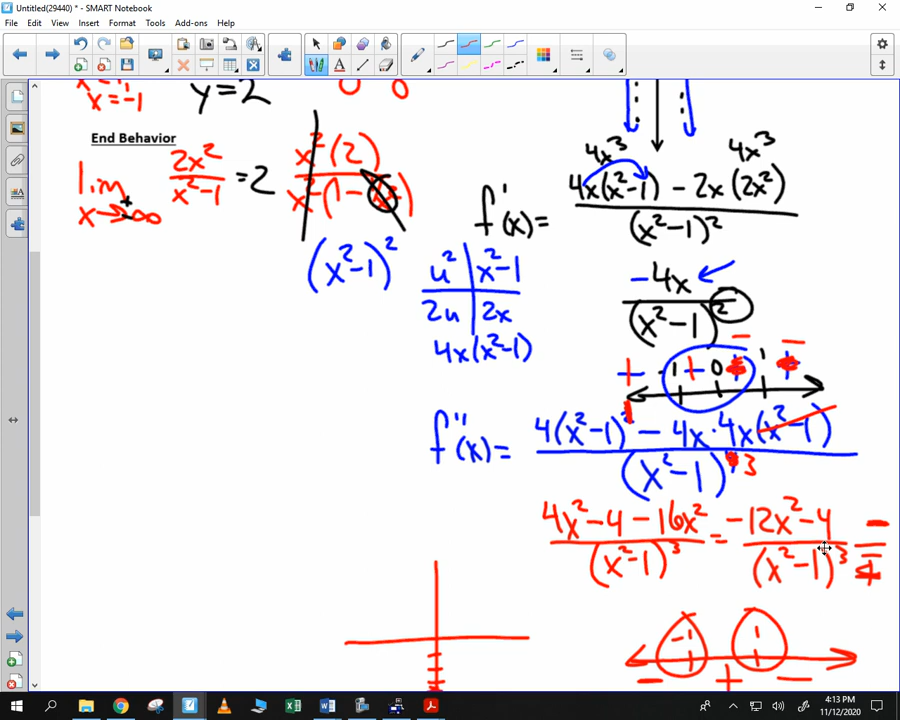 Untitled(29440) * - SMART Notebook
File Edit View Insert Format Tools Add-ons Help
x = -1
y = 2
0 0
End Behavior
lim x→±∞ 2x²/(x²-1) = 2
x²(2)
4x³ 4x³
f'(x) = (4x(x²-1) - 2x(2x²))/(x²-1)²
(x²-1)²
u² | x²-1
2u | 2x
4x(x²-1)
-4x/(x²-1)²
+ -1 + 0 - 1 -
f''(x) = (4(x²-1) - 4x·4x(x²-1))/(x²-1)³
(4x²-4-16x²)/(x²-1)³ = (-12x²-4)/(x²-1)³
-1 1
- + -
4:13 PM
11/12/2020